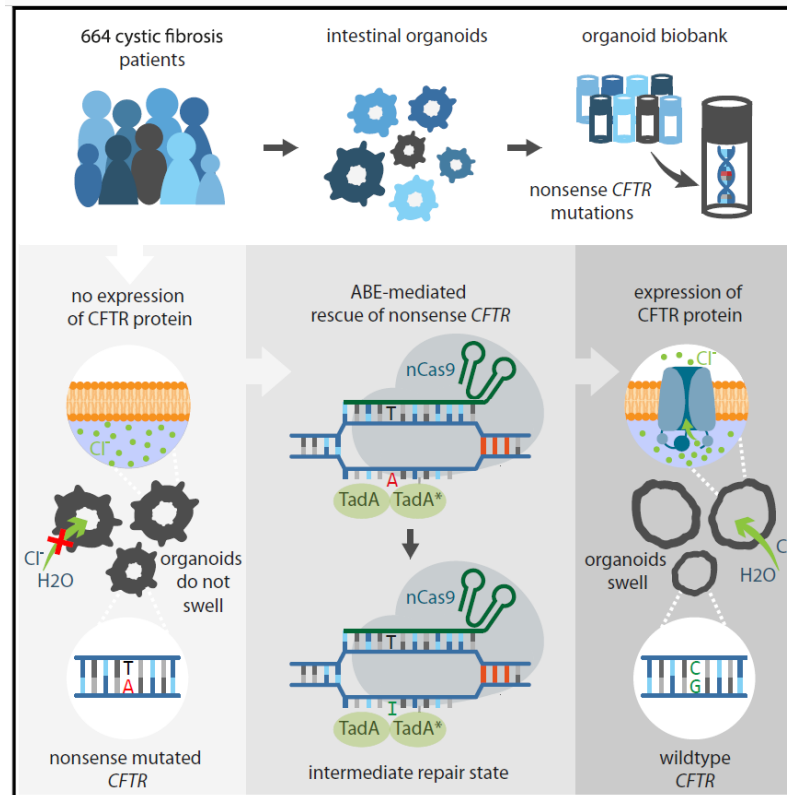 664 cystic fibrosis
patients
intestinal organoids
organoid biobank
nonsense CFTR
mutations
no expression
of CFTR protein
Cl-
Cl-
H2O
organoids
do not
swell
T
A
nonsense mutated
CFTR
ABE-mediated
rescue of nonsense CFTR
nCas9
T
A
TadA TadA*
nCas9
T
I
TadA TadA*
intermediate repair state
expression of
CFTR protein
Cl-
organoids
swell
C
H2O
C
G
wildtype
CFTR